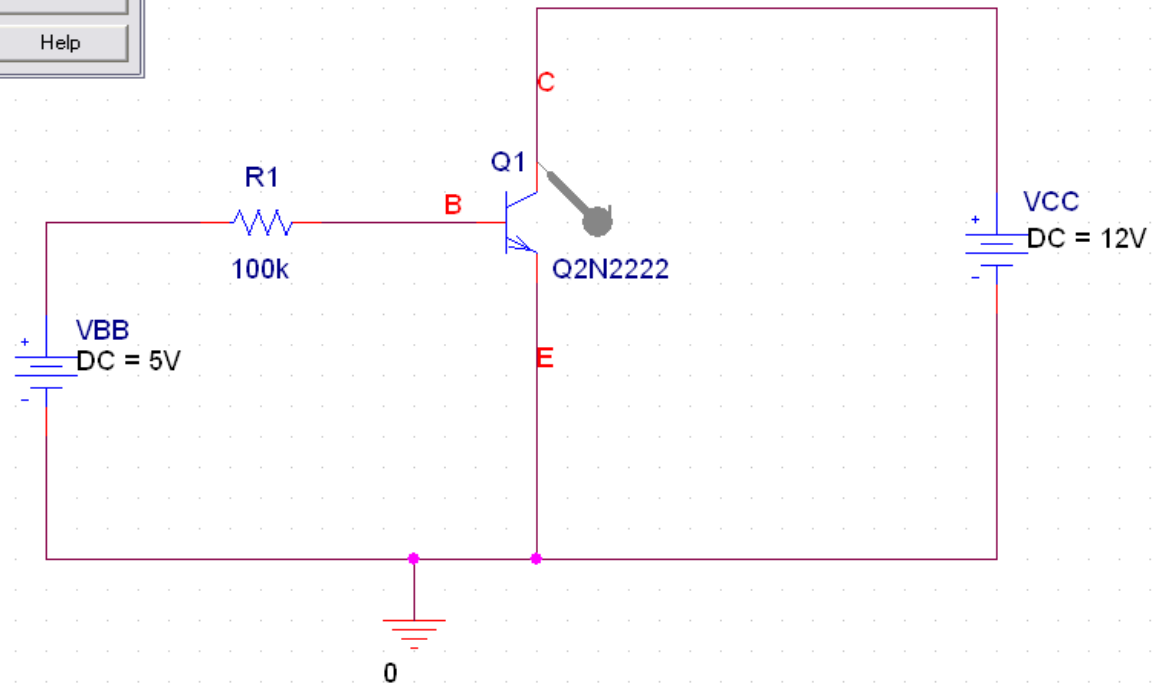 Help
C
Q1
R1
B
VCC
+
DC = 12V
-
100k
Q2N2222
VBB
+
DC = 5V
-
E
0